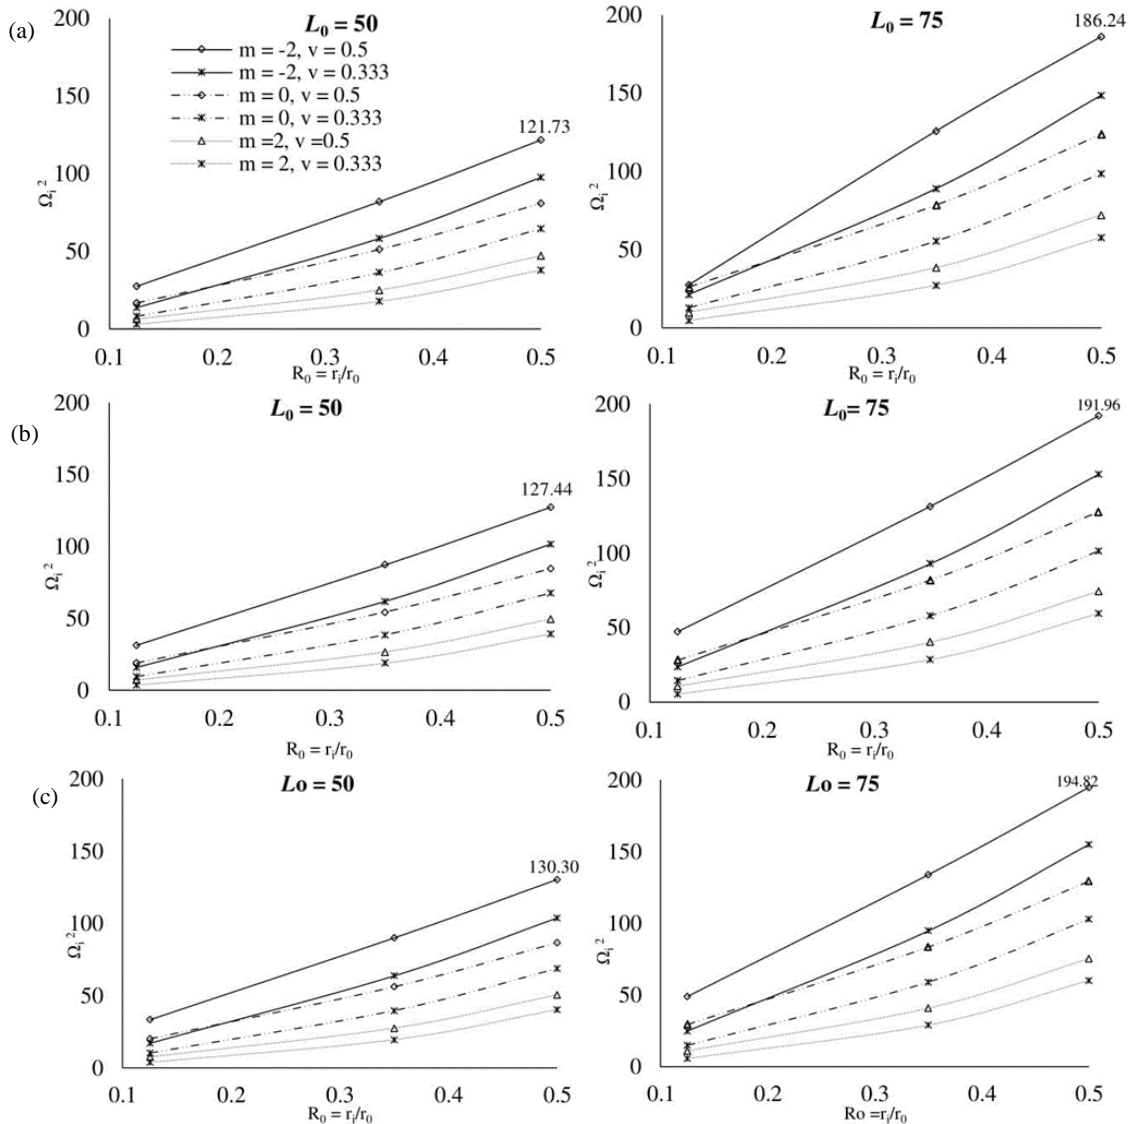 (a)
L₀ = 50
200
150
100
50
0
Ωᵢ²
m = -2, v = 0.5
m = -2, v = 0.333
m = 0, v = 0.5
m = 0, v = 0.333
m =2, v =0.5
m = 2, v = 0.333
121.73
0.1 0.2 0.3 0.4 0.5
R₀ = rᵢ/r₀
L₀ = 75
200
150
100
50
0
Ωᵢ²
186.24
0.1 0.2 0.3 0.4 0.5
R₀ = rᵢ/r₀
(b)
L₀ = 50
200
150
100
50
0
Ωᵢ²
127.44
0.1 0.2 0.3 0.4 0.5
R₀ = rᵢ/r₀
L₀= 75
200
150
100
50
0
Ωᵢ²
191.96
0.1 0.2 0.3 0.4 0.5
R₀ = rᵢ/r₀
(c)
Lo = 50
200
150
100
50
0
Ωᵢ²
130.30
0.1 0.2 0.3 0.4 0.5
R₀ = rᵢ/r₀
Lo = 75
200
150
100
50
0
Ωᵢ²
194.82
0.1 0.2 0.3 0.4 0.5
Ro =rᵢ/r₀